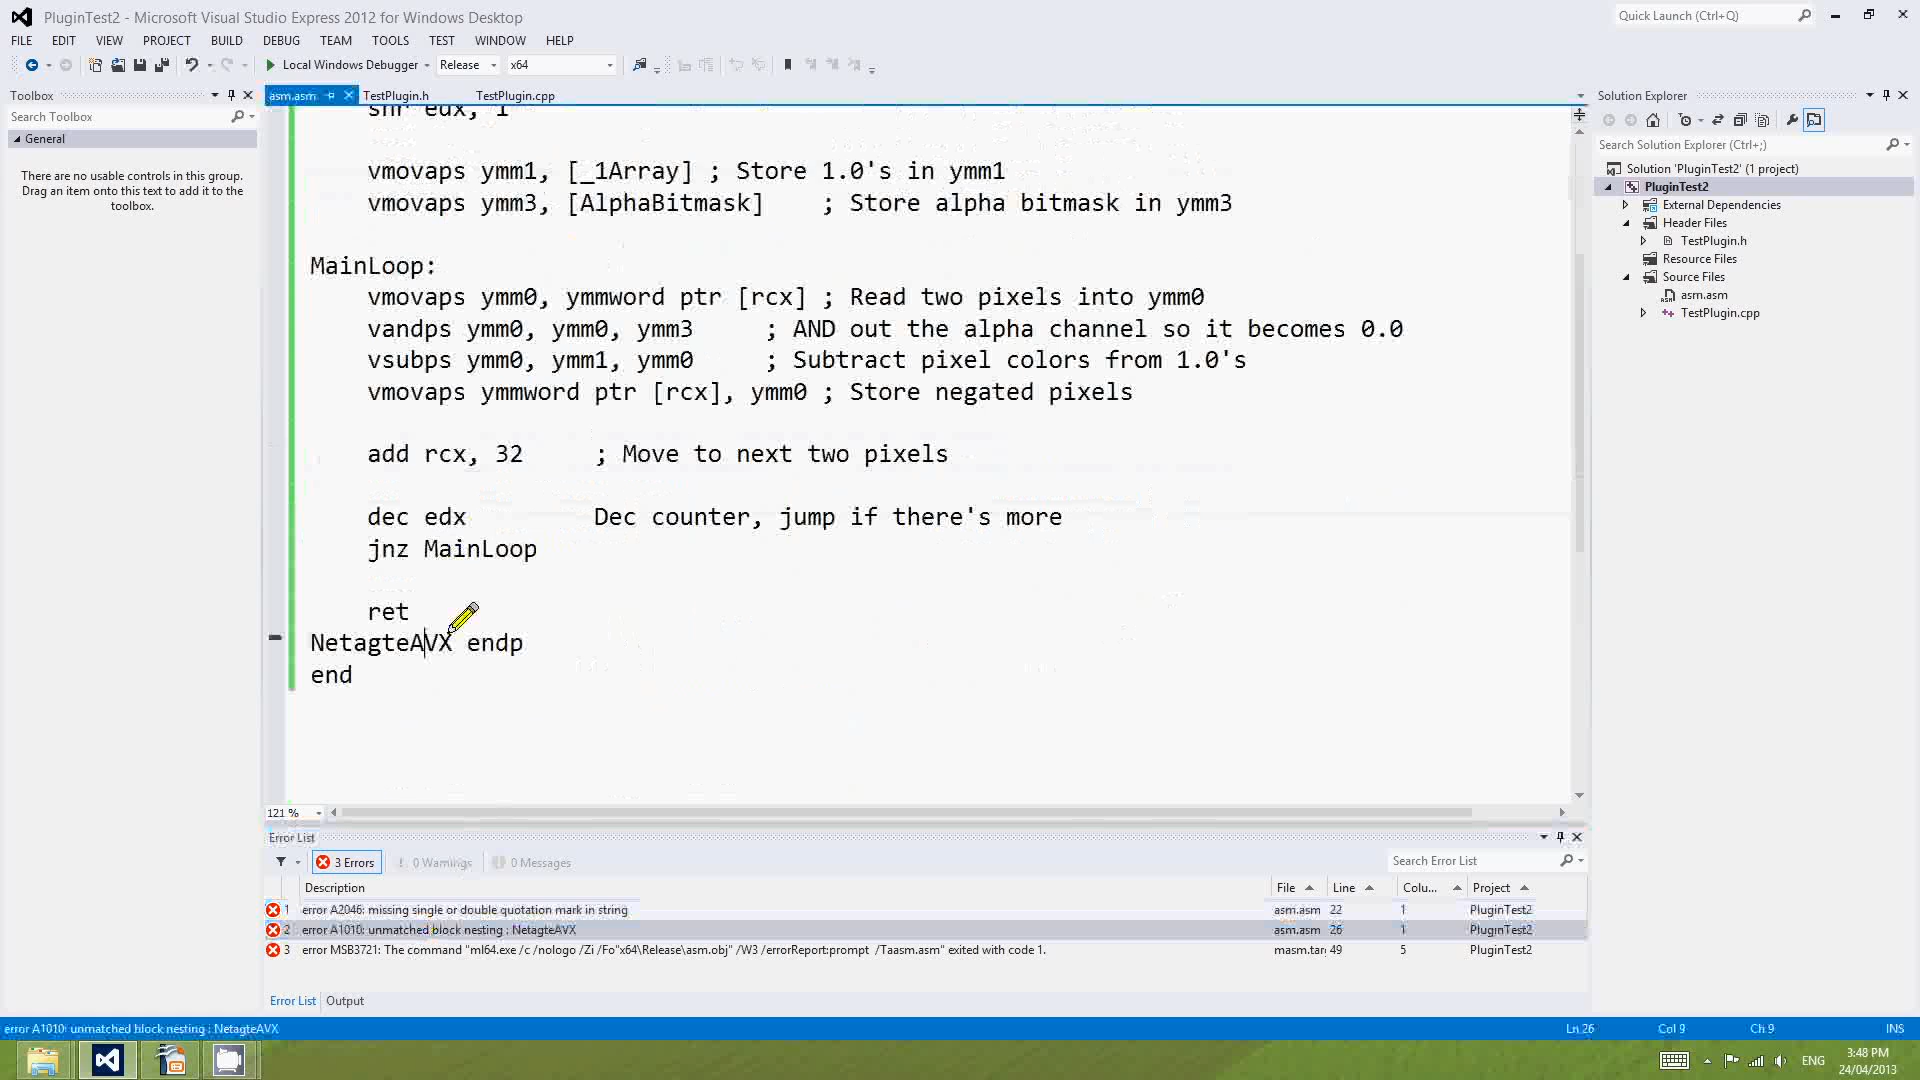 PluginTest2 - Microsoft Visual Studio Express 2012 for Windows Desktop
Quick Launch (Ctrl+Q)
FILE EDIT VIEW PROJECT BUILD DEBUG TEAM TOOLS TEST WINDOW HELP
Local Windows Debugger Release x64
Toolbox
Search Toolbox
General
There are no usable controls in this group.
Drag an item onto this text to add it to the
toolbox.
asm.asm TestPlugin.h TestPlugin.cpp
shr edx, 1
vmovaps ymm1, [_1Array] ; Store 1.0's in ymm1
vmovaps ymm3, [AlphaBitmask] ; Store alpha bitmask in ymm3
MainLoop:
vmovaps ymm0, ymmword ptr [rcx] ; Read two pixels into ymm0
vandps ymm0, ymm0, ymm3 ; AND out the alpha channel so it becomes 0.0
vsubps ymm0, ymm1, ymm0 ; Subtract pixel colors from 1.0's
vmovaps ymmword ptr [rcx], ymm0 ; Store negated pixels
add rcx, 32 ; Move to next two pixels
dec edx Dec counter, jump if there's more
jnz MainLoop
ret
NetagteAVX endp
end
121 %
Solution Explorer
Search Solution Explorer (Ctrl+;)
Solution 'PluginTest2' (1 project)
PluginTest2
External Dependencies
Header Files
TestPlugin.h
Resource Files
Source Files
asm.asm
TestPlugin.cpp
Error List
3 Errors 0 Warnings 0 Messages
Search Error List
Description File Line Colu... Project
1 error A2046: missing single or double quotation mark in string asm.asm 22 1 PluginTest2
2 error A1010: unmatched block nesting : NetagteAVX asm.asm 26 1 PluginTest2
3 error MSB3721: The command "ml64.exe /c /nologo /Zi /Fo"x64\Release\asm.obj" /W3 /errorReport:prompt /Taasm.asm" exited with code 1. masm.tar 49 5 PluginTest2
Error List Output
error A1010: unmatched block nesting : NetagteAVX
Ln 26 Col 9 Ch 9 INS
ENG
3:48 PM
24/04/2013